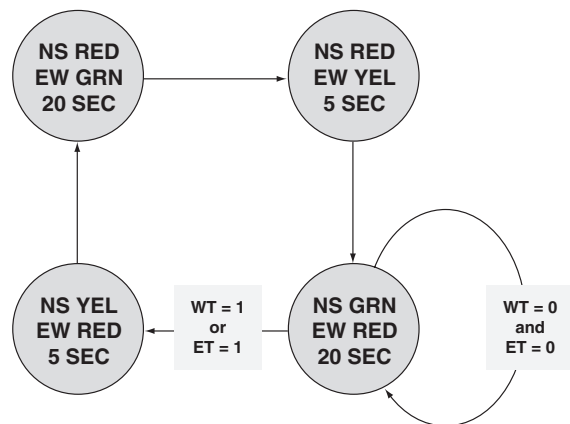 NS RED
EW GRN
20 SEC
NS RED
EW YEL
5 SEC
NS YEL
EW RED
5 SEC
WT = 1
or
ET = 1
NS GRN
EW RED
20 SEC
WT = 0
and
ET = 0